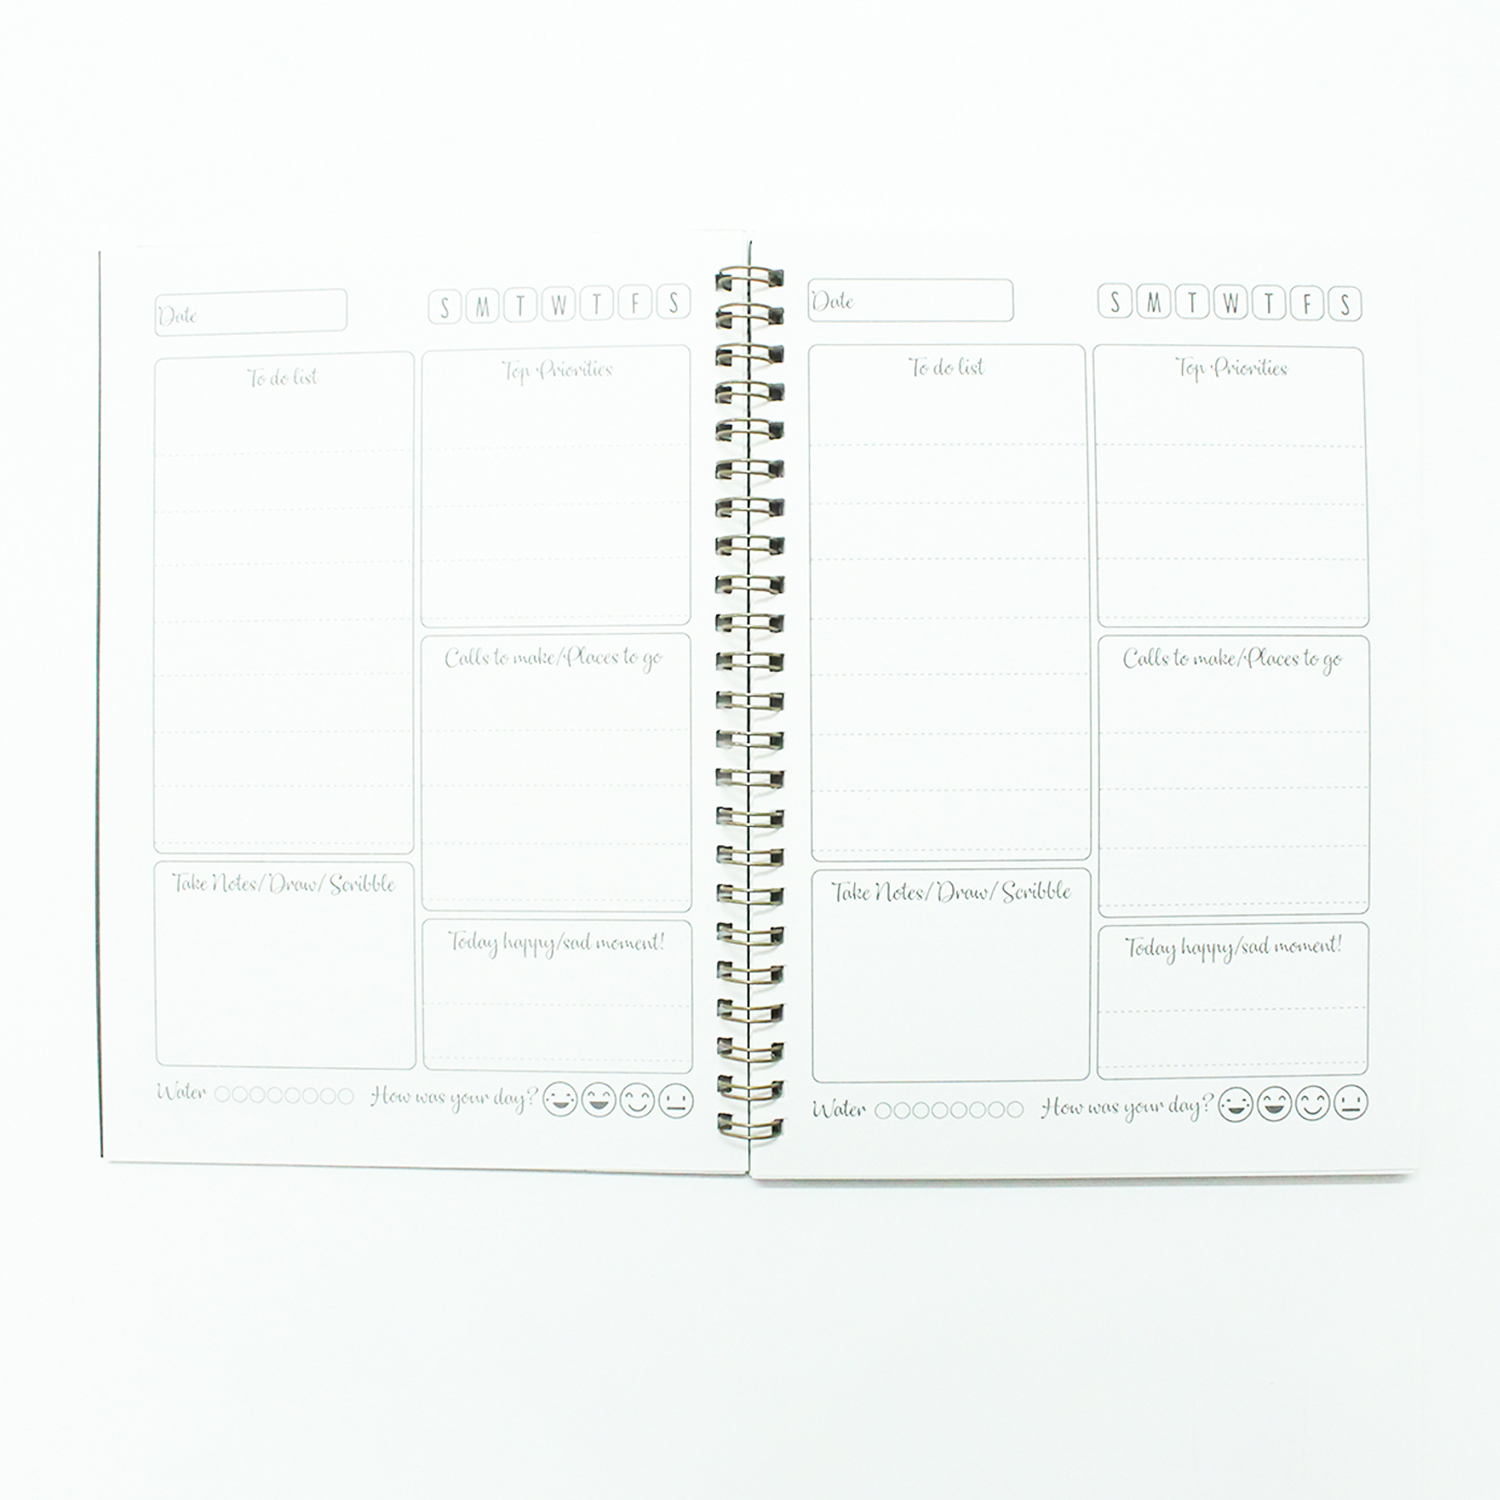 Date
S M T W T F S
To do list
Top Priorities
Calls to make/Places to go
Take Notes/Draw/Scribble
Today happy/sad moment!
Water
How was your day?
Date
S M T W T F S
To do list
Top Priorities
Calls to make/Places to go
Take Notes/Draw/Scribble
Today happy/sad moment!
Water
How was your day?